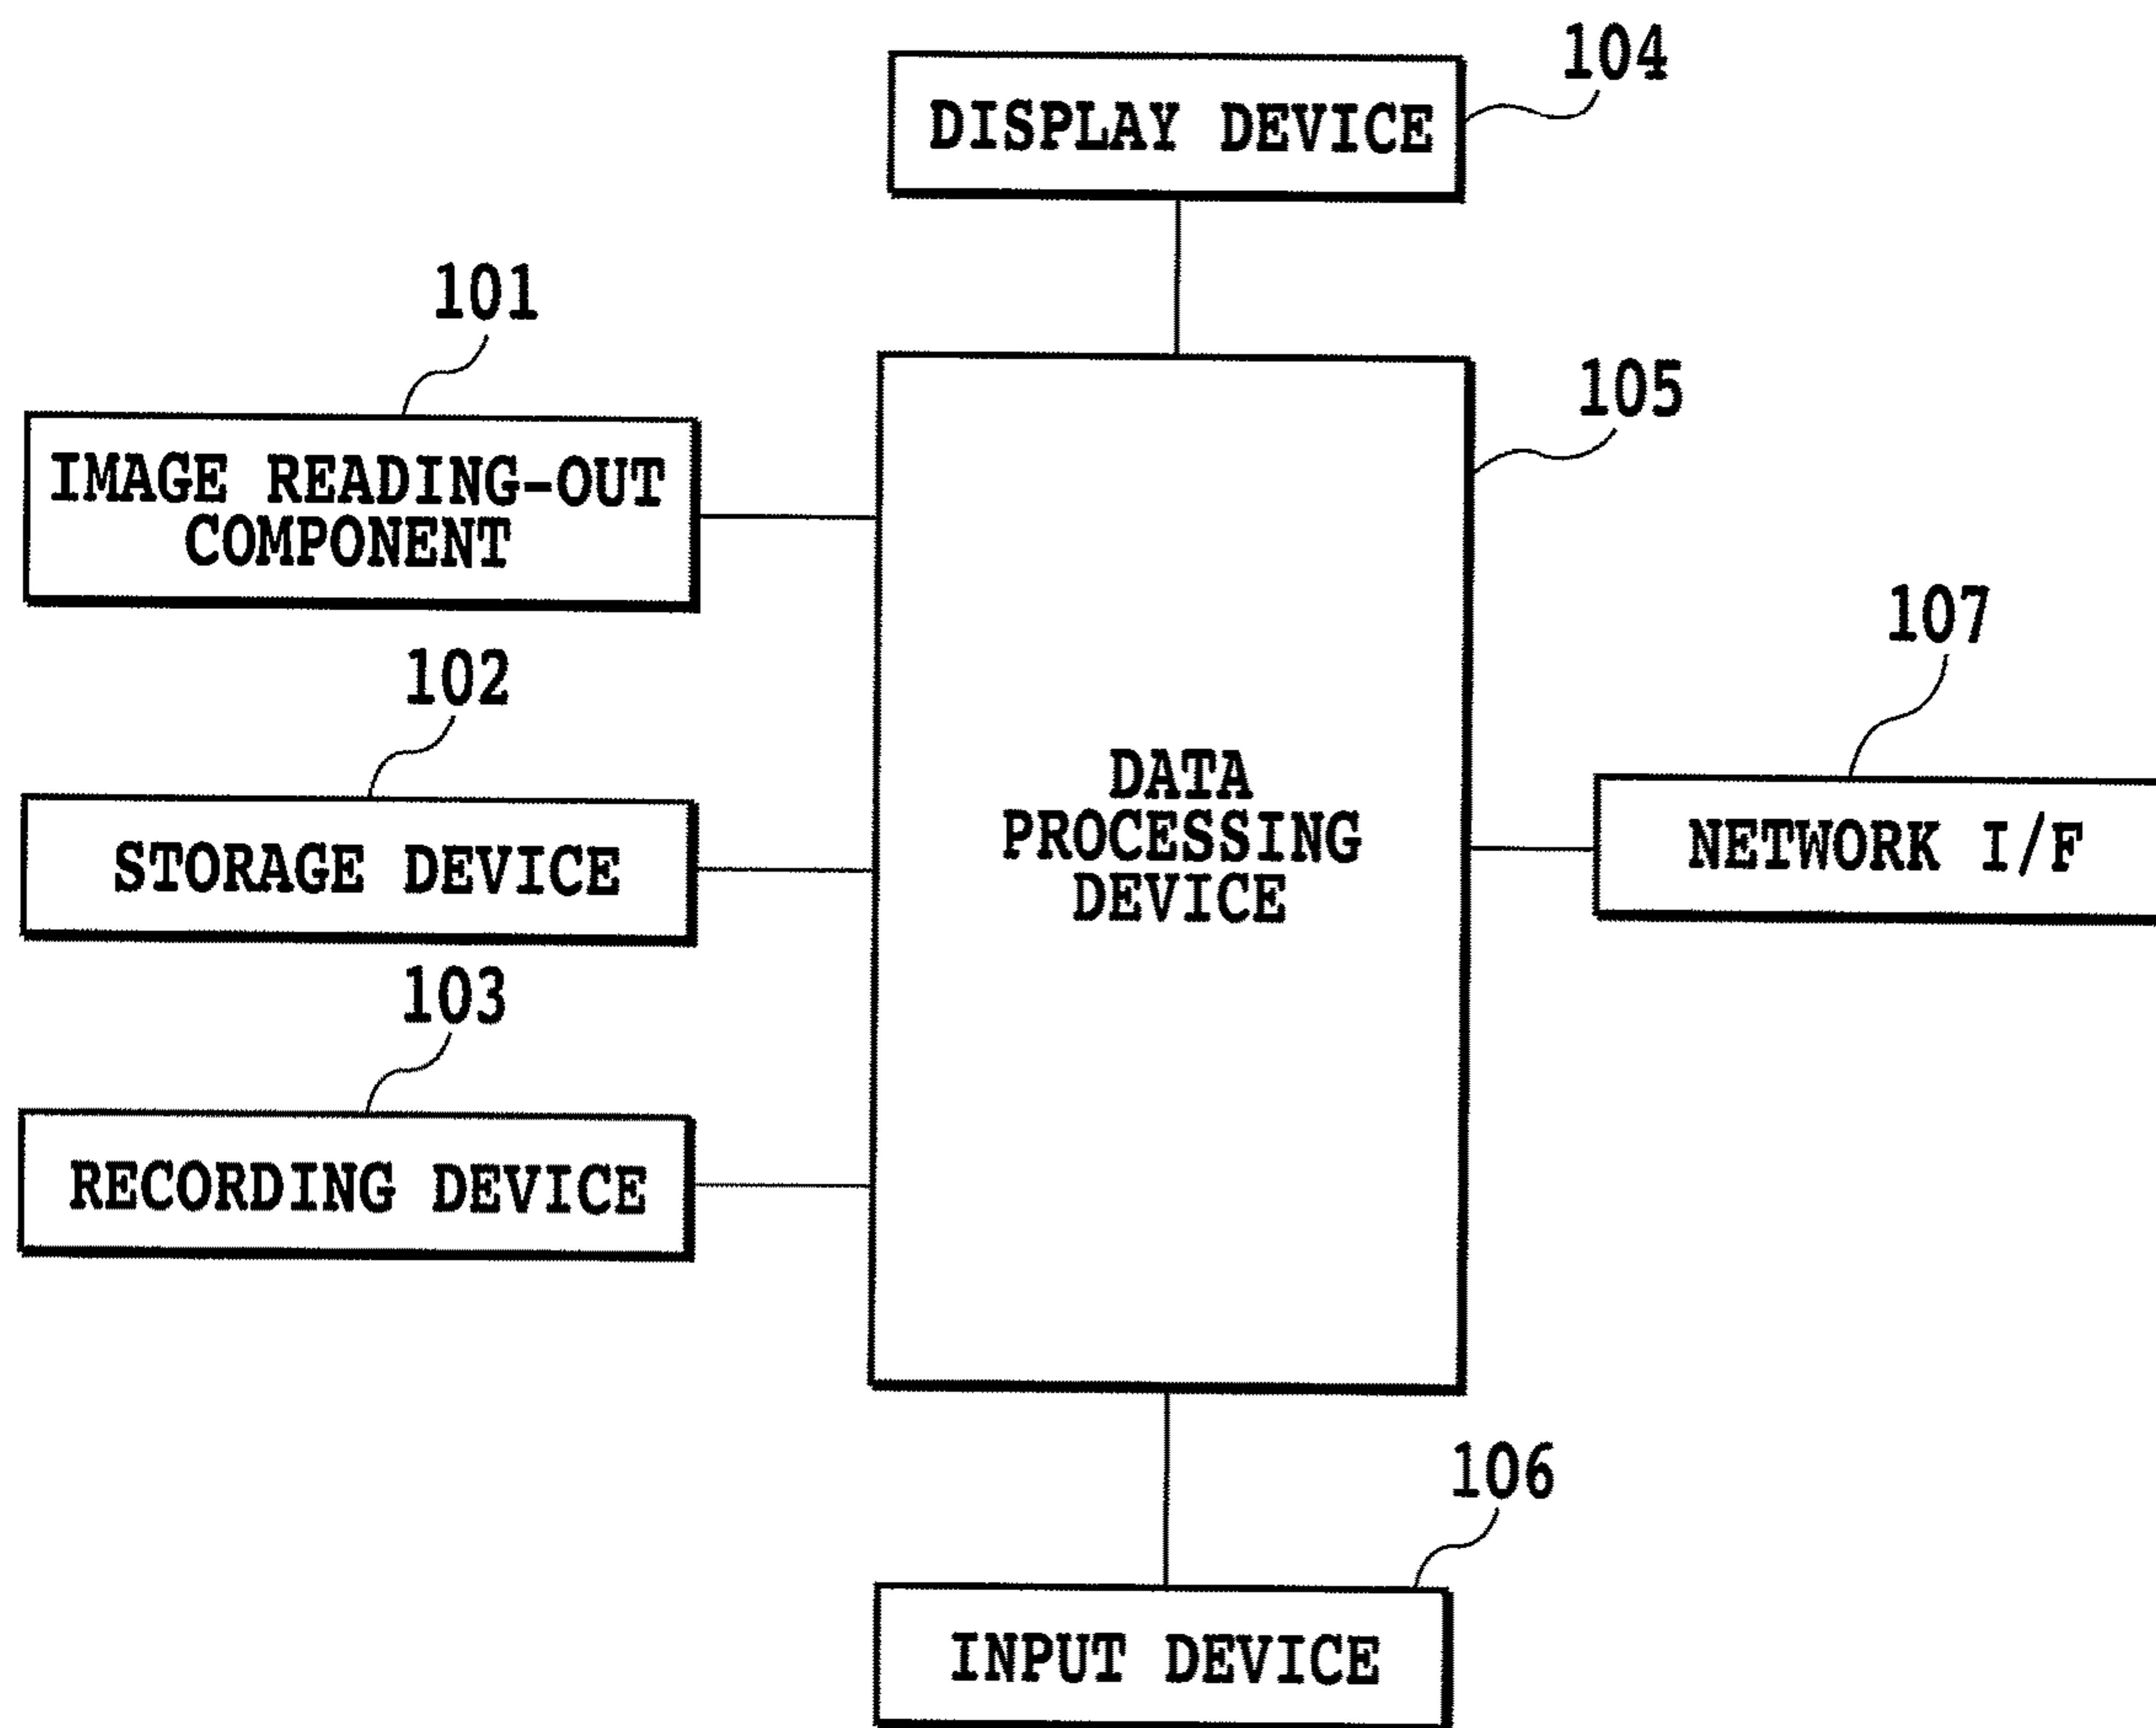 104
DISPLAY DEVICE
101
105
IMAGE READING-OUT
COMPONENT
107
102
DATA
PROCESSING
DEVICE
NETWORK I/F
STORAGE DEVICE
103
RECORDING DEVICE
106
INPUT DEVICE